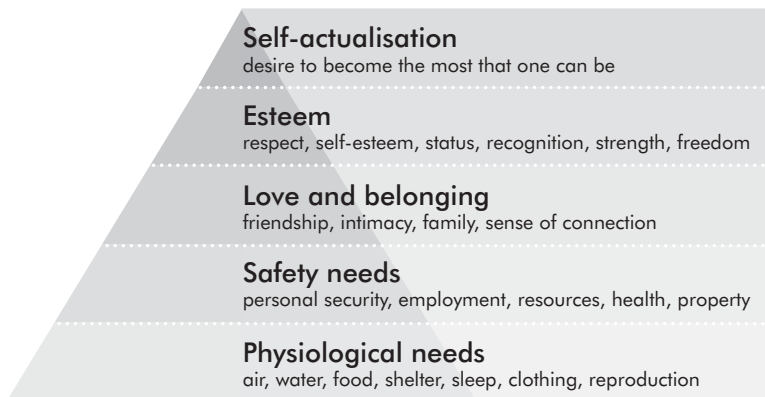 Self-actualisation
desire to become the most that one can be
Esteem
respect, self-esteem, status, recognition, strength, freedom
Love and belonging
friendship, intimacy, family, sense of connection
Safety needs
personal security, employment, resources, health, property
Physiological needs
air, water, food, shelter, sleep, clothing, reproduction